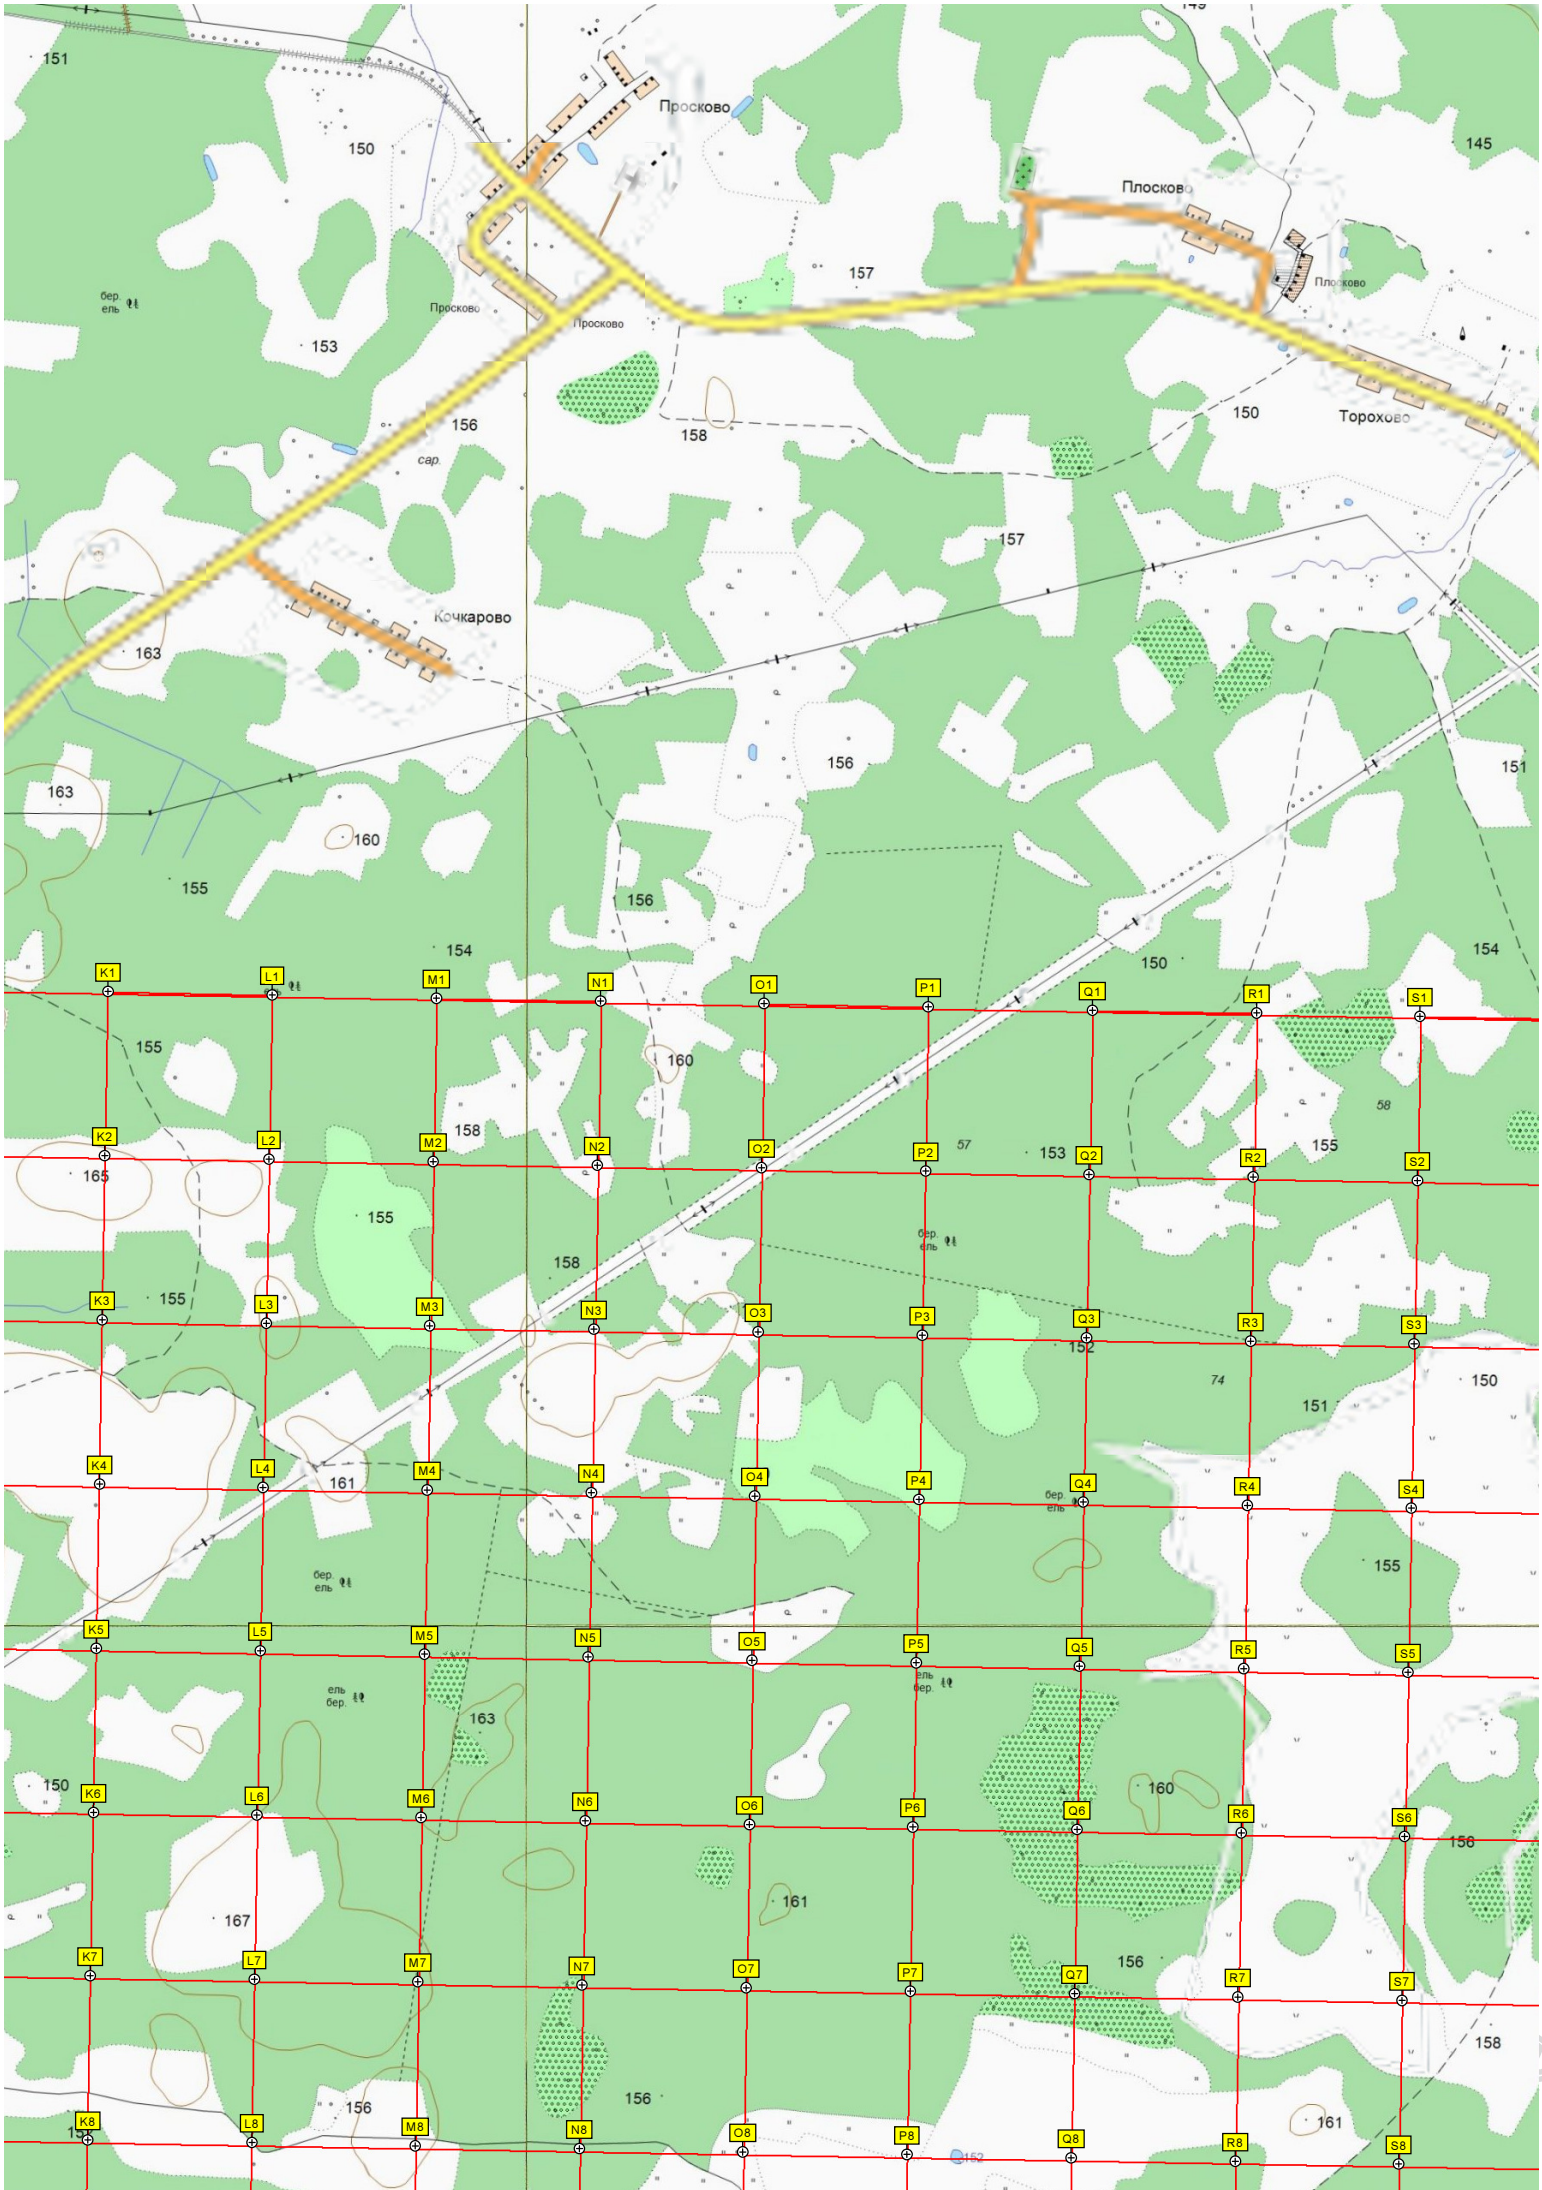 149
151
Просково
150
145
Плосково
157
бер.
ель
Просково
Просково
Плосково
153
156
158
150
Торохово
сар.
157
Кочкарово
163
156
151
163
160
155
156
154
150
154
K1
L1
M1
N1
O1
P1
Q1
R1
S1
155
160
58
158
57
153
155
K2
L2
M2
N2
O2
P2
Q2
R2
S2
165
155
бер.
ель
158
155
K3
L3
M3
N3
O3
P3
Q3
R3
S3
152
74
150
151
K4
L4
M4
N4
O4
P4
Q4
R4
S4
161
бер.
ель
155
бер.
ель
K5
L5
M5
N5
O5
P5
Q5
R5
S5
ель
бер.
ель
бер.
163
150
160
K6
L6
M6
N6
O6
P6
Q6
R6
S6
158
161
167
156
K7
L7
M7
N7
O7
P7
Q7
R7
S7
158
156
156
161
K8
L8
M8
N8
O8
P8
Q8
R8
S8
152